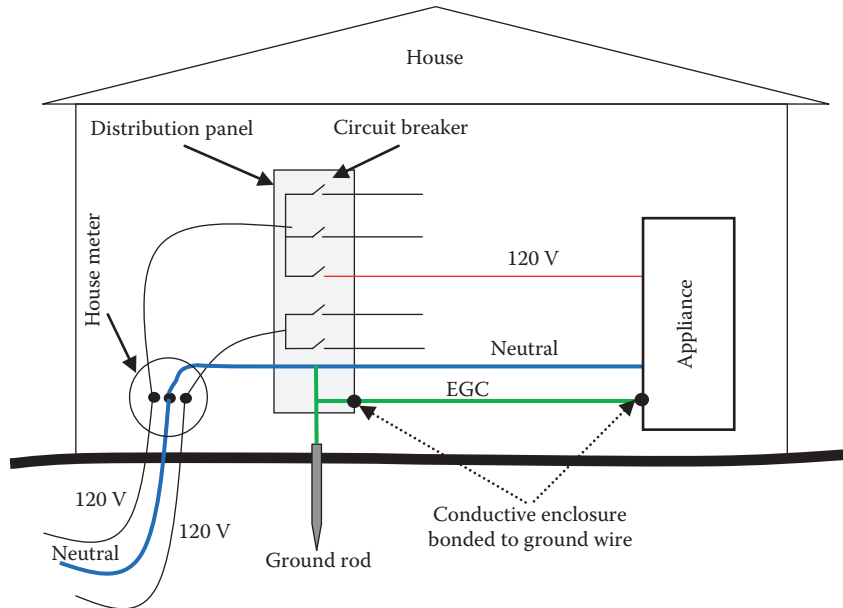 House
Distribution panel
Circuit breaker
House meter
120 V
Neutral
EGC
Appliance
120 V
120 V
Neutral
Ground rod
Conductive enclosure
bonded to ground wire